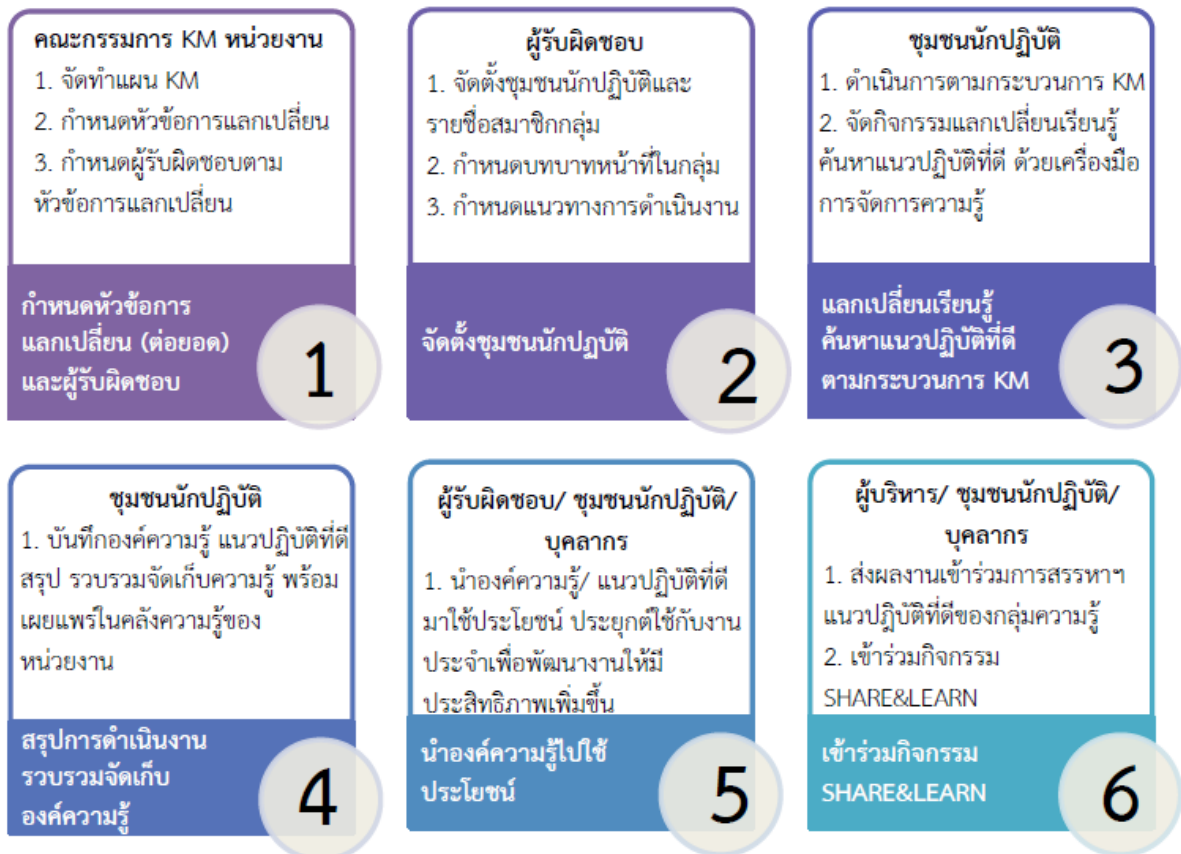 คณะกรรมการ KM หน่วยงาน
1. จัดทำแผน KM
2. กำหนดหัวข้อการแลกเปลี่ยน
3. กำหนดผู้รับผิดชอบตาม
หัวข้อการแลกเปลี่ยน
กำหนดหัวข้อการ
แลกเปลี่ยน (ต่อยอด)
และผู้รับผิดชอบ
1
ผู้รับผิดชอบ
1. จัดตั้งชุมชนนักปฏิบัติและ
รายชื่อสมาชิกกลุ่ม
2. กำหนดบทบาทหน้าที่ในกลุ่ม
3. กำหนดแนวทางการดำเนินงาน
จัดตั้งชุมชนนักปฏบัติ
2
ชุมชนนักปฏิบัติ
1. ดำเนินการตามกระบวนการ KM
2. จัดกิจกรรมแลกเปลี่ยนเรียนรู้
ค้นหาแนวปฏิบัติที่ดี ด้วยเครื่องมือ
การจัดการความรู้
แลกเปลี่ยนเรียนรู้
ค้นหาแนวปฏิบัติที่ดี
ตามกระบวนการ KM
3
ชุมชนนักปฏิบัติ
1. บันทึกองค์ความรู้ แนวปฏิบัติที่ดี
สรุป รวบรวมจัดเก็บความรู้ พร้อม
เผยแพร่ในคลังความรู้ของ
หน่วยงาน
สรุปการดำเนินงาน
รวบรวมจัดเก็บ
องค์ความรู้
4
ผู้รับผิดชอบ/ ชุมชนนักปฏิบัติ/
บุคลากร
1. นำองค์ความรู้/ แนวปฏิบัติที่ดี
มาใช้ประโยชน์ ประยุกต์ใช้กับงาน
ประจำเพื่อพัฒนางานให้มี
ประสิทธิภาพเพิ่มขึ้น
นำองค์ความรู้ไปใช้
ประโยชน์
5
ผู้บริหาร/ ชุมชนนักปฏิบัติ/
บุคลากร
1. ส่งผลงานเข้าร่วมการสรรหาฯ
แนวปฏิบัติที่ดีของกลุ่มความรู้
2. เข้าร่วมกิจกรรม
SHARE&LEARN
เข้าร่วมกิจกรรม
SHARE&LEARN
6